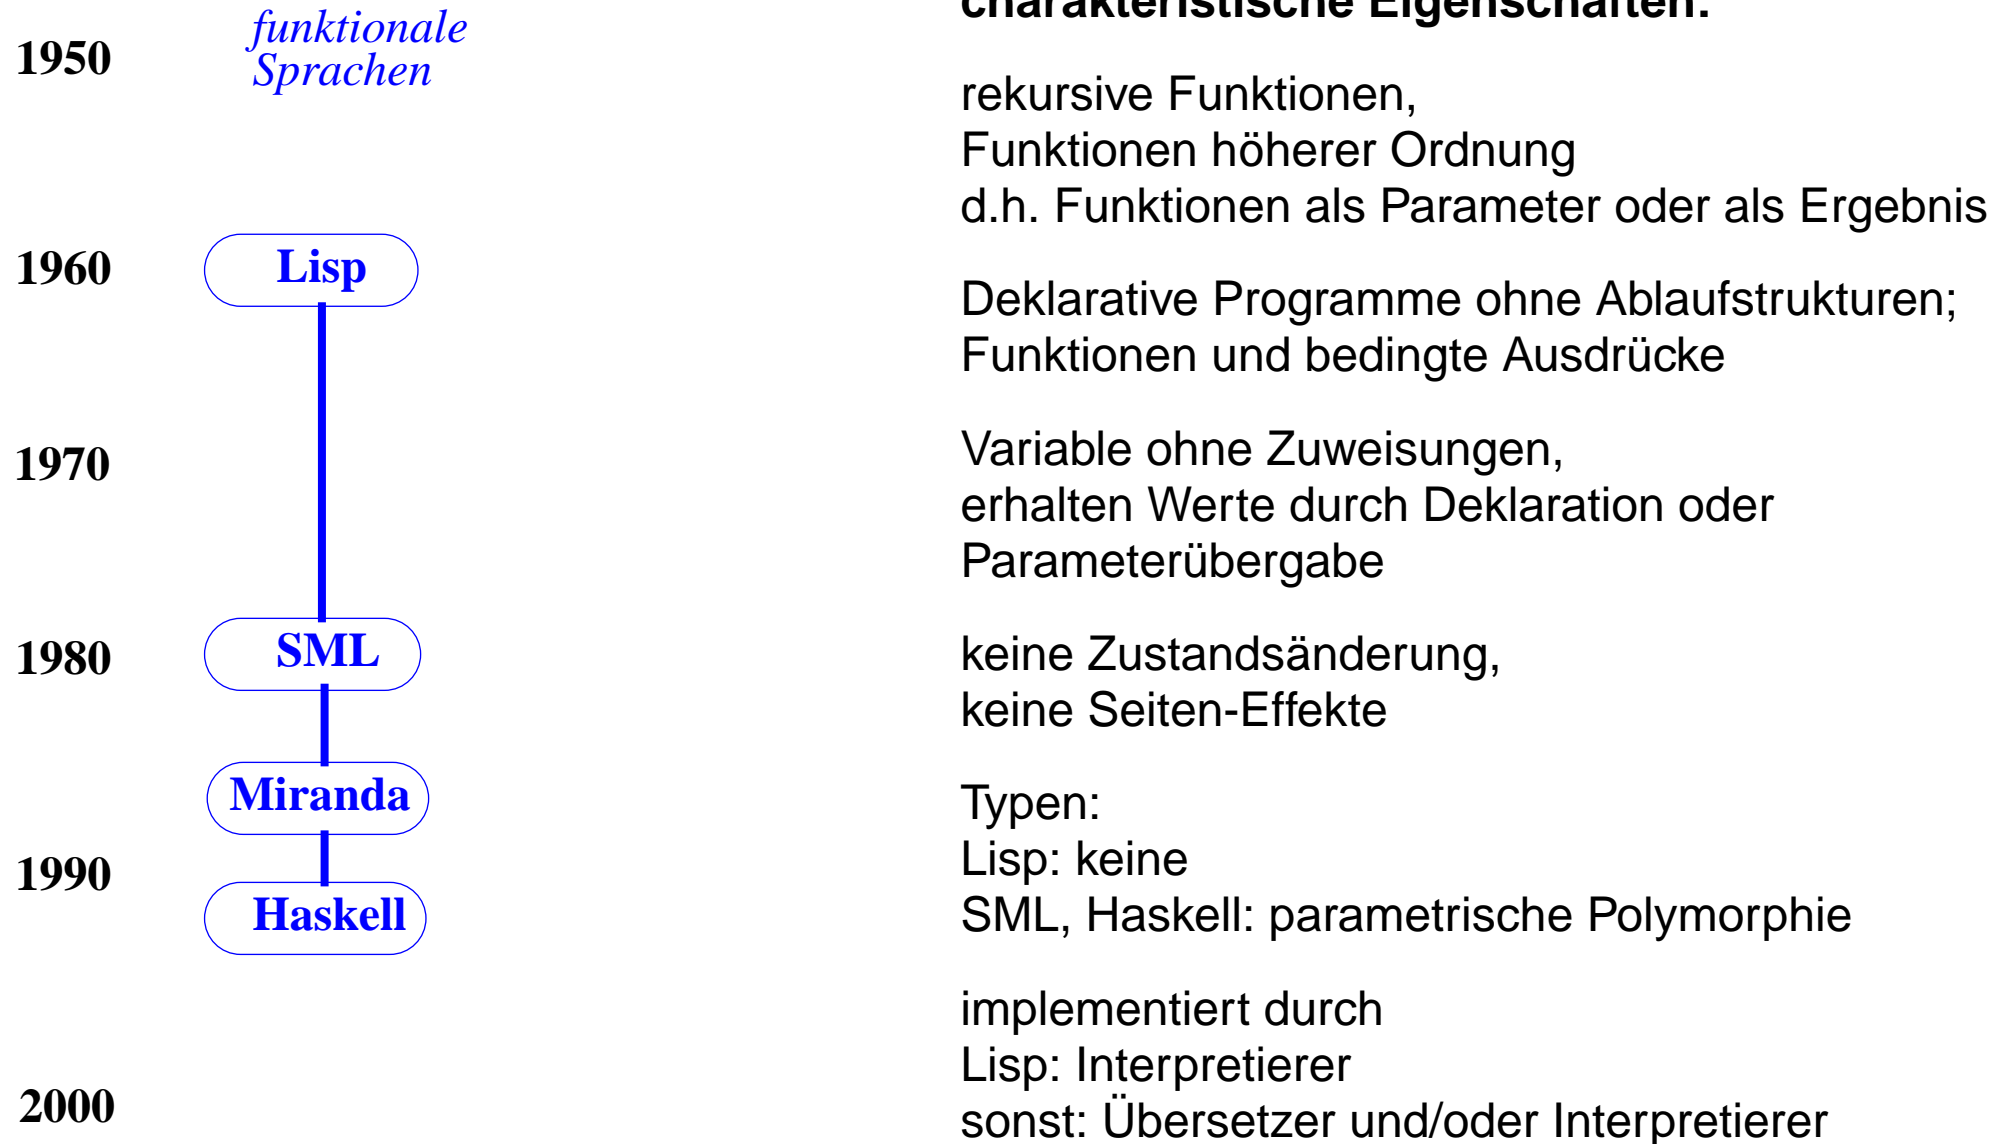 1950
funktionale
Sprachen
1960
Lisp
1970
1980
SML
Miranda
1990
Haskell
2000
charakteristische Eigenschaften:
rekursive Funktionen,
Funktionen höherer Ordnung
d.h. Funktionen als Parameter oder als Ergebnis
Deklarative Programme ohne Ablaufstrukturen;
Funktionen und bedingte Ausdrücke
Variable ohne Zuweisungen,
erhalten Werte durch Deklaration oder
Parameterübergabe
keine Zustandsänderung,
keine Seiten-Effekte
Typen:
Lisp: keine
SML, Haskell: parametrische Polymorphie
implementiert durch
Lisp: Interpretierer
sonst: Übersetzer und/oder Interpretierer